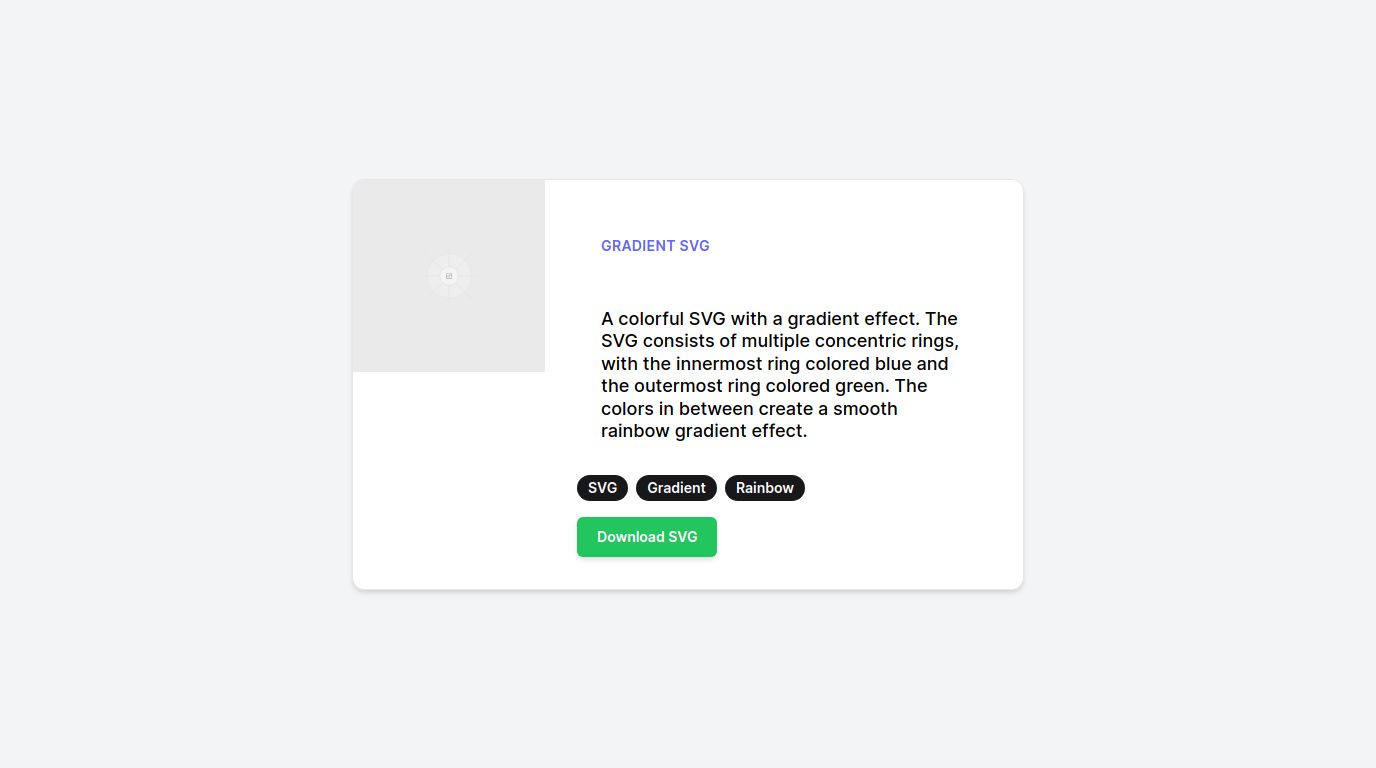 GRADIENT SVG
A colorful SVG with a gradient effect. The
SVG consists of multiple concentric rings,
with the innermost ring colored blue and
the outermost ring colored green. The
colors in between create a smooth
rainbow gradient effect.
SVG Gradient Rainbow
Download SVG